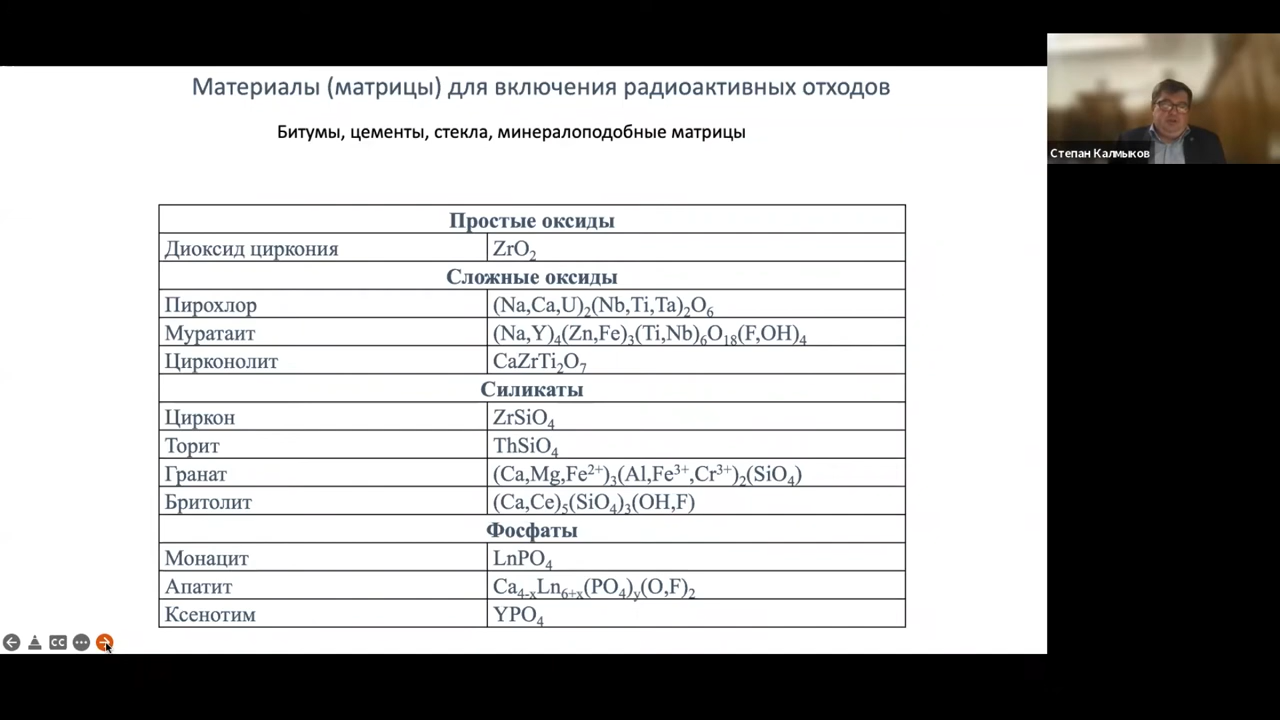 Материалы (матрицы) для включения радиоактивных отходов
Битумы, цементы, стекла, минералоподобные матрицы
Степан Калмыков
Простые оксиды
Диоксид циркония ZrO₂
Сложные оксиды
Пирохлор (Na,Ca,U)₂(Nb,Ti,Ta)₂O₆
Муратаит (Na,Y)₄(Zn,Fe)₃(Ti,Nb)₆O₁₈(F,OH)₄
Цирконолит CaZrTi₂O₇
Силикаты
Циркон ZrSiO₄
Торит ThSiO₄
Гранат (Ca,Mg,Fe²⁺)₃(Al,Fe³⁺,Cr³⁺)₂(SiO₄)
Бритолит (Ca,Ce)₅(SiO₄)₃(OH,F)
Фосфаты
Монацит LnPO₄
Апатит Ca₄₋ₓLn₆₊ₓ(PO₄)y(O,F)₂
Ксенотим YPO₄
CC